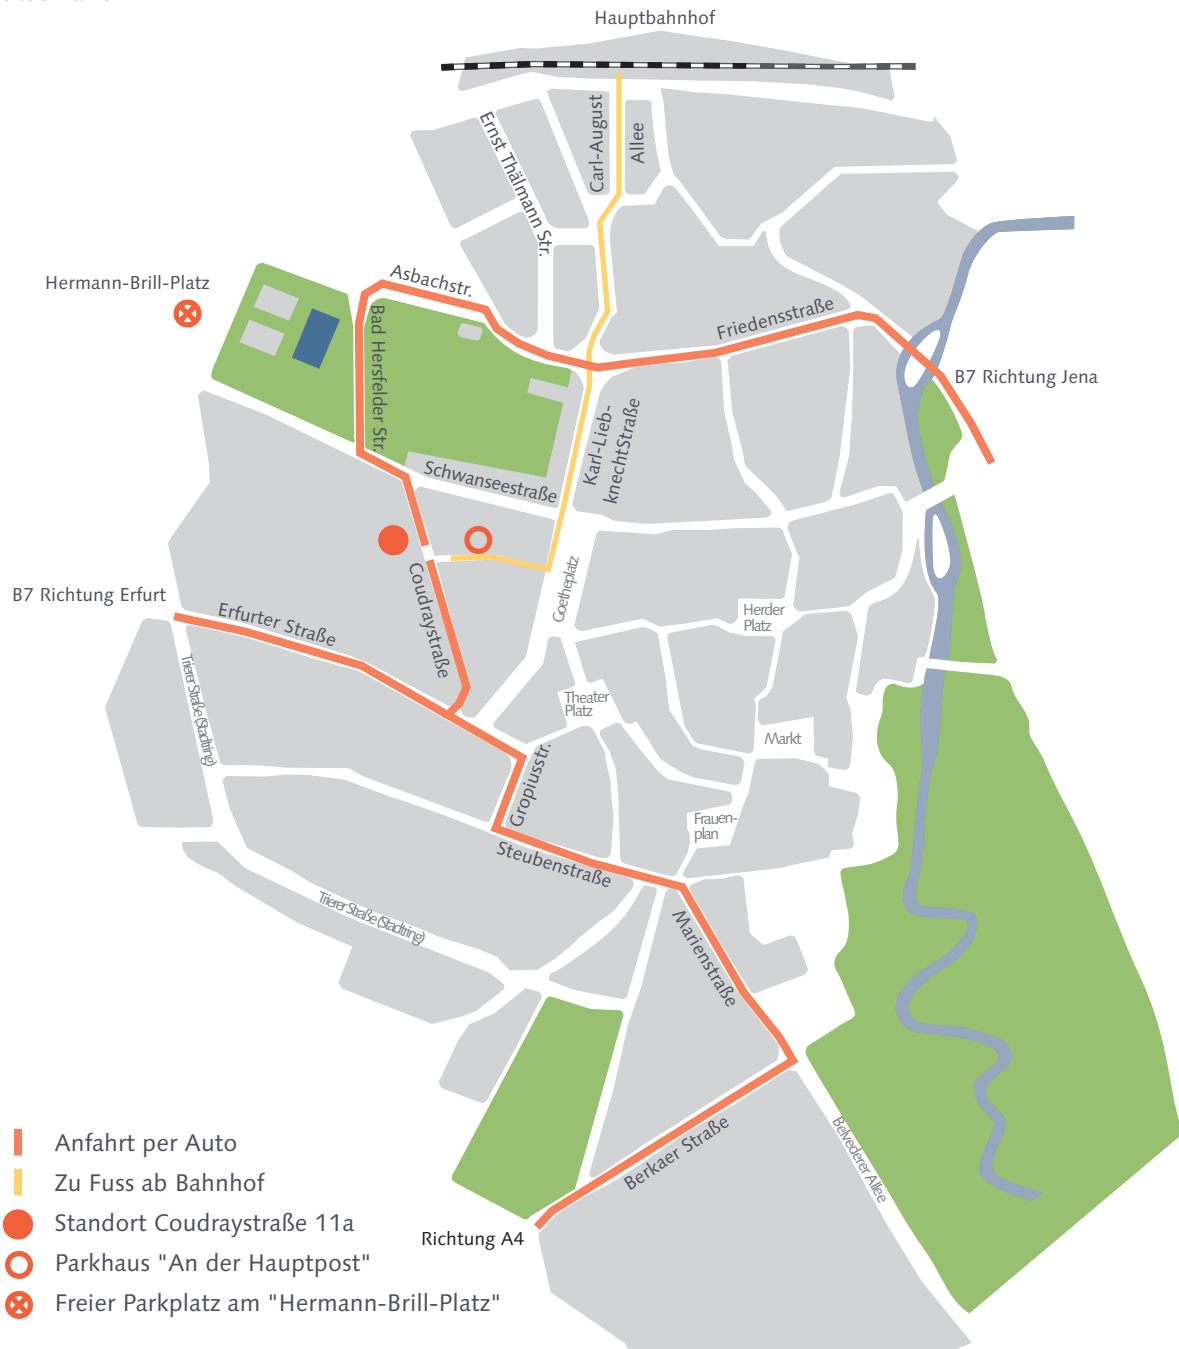 Hauptbahnhof
Carl-August
Allee
Ernst Thälmann Str.
Hermann-Brill-Platz
Asbachstr.
Bad Hersfelder Str.
Friedensstraße
B7 Richtung Jena
Karl-Lieb-
knechtStraße
Schwanseestraße
Goetheplatz
Coudraystraße
B7 Richtung Erfurt
Erfurter Straße
Herder
Platz
Trierer Straße (Stadtring)
Theater
Platz
Markt
Gropiusstr.
Frauen-
plan
Steubenstraße
Trierer Straße (Stadtring)
Marienstraße
Belvederer Allee
Berkaer Straße
Richtung A4
Anfahrt per Auto
Zu Fuss ab Bahnhof
Standort Coudraystraße 11a
Parkhaus "An der Hauptpost"
Freier Parkplatz am "Hermann-Brill-Platz"